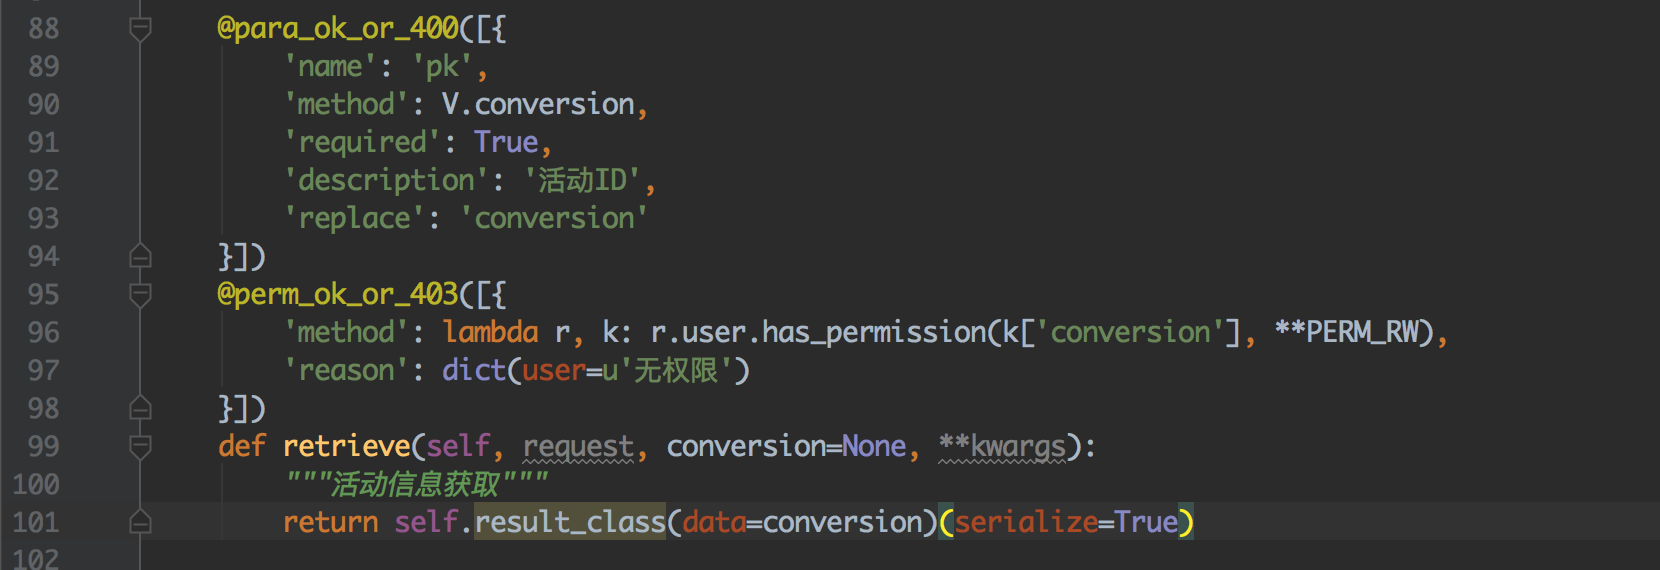 88 @para_ok_or_400([{
89 'name': 'pk',
90 'method': V.conversion,
91 'required': True,
92 'description': '活动ID',
93 'replace': 'conversion'
94 }])
95 @perm_ok_or_403([{
96 'method': lambda r, k: r.user.has_permission(k['conversion'], **PERM_RW),
97 'reason': dict(user=u'无权限')
98 }])
99 def retrieve(self, request, conversion=None, **kwargs):
100 """活动信息获取"""
101 return self.result_class(data=conversion)(serialize=True)
102